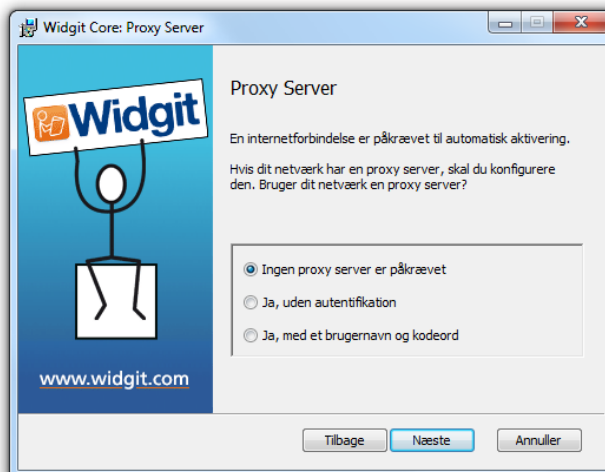 Widgit Core: Proxy Server
Widgit
Proxy Server
En internetforbindelse er påkrævet til automatisk aktivering.
Hvis dit netværk har en proxy server, skal du konfigurere
den. Bruger dit netværk en proxy server?
Ingen proxy server er påkrævet
Ja, uden autentifikation
Ja, med et brugernavn og kodeord
www.widgit.com
Tilbage
Næste
Annuller